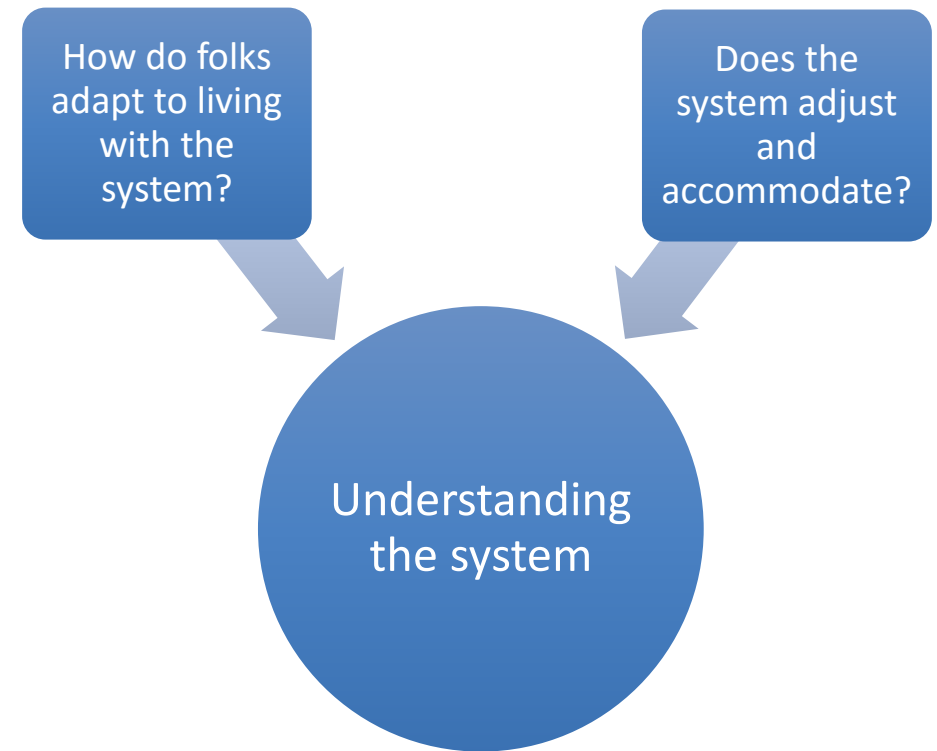 How do folks
adapt to living
with the
system?
Does the
system adjust
and
accommodate?
Understanding
the system